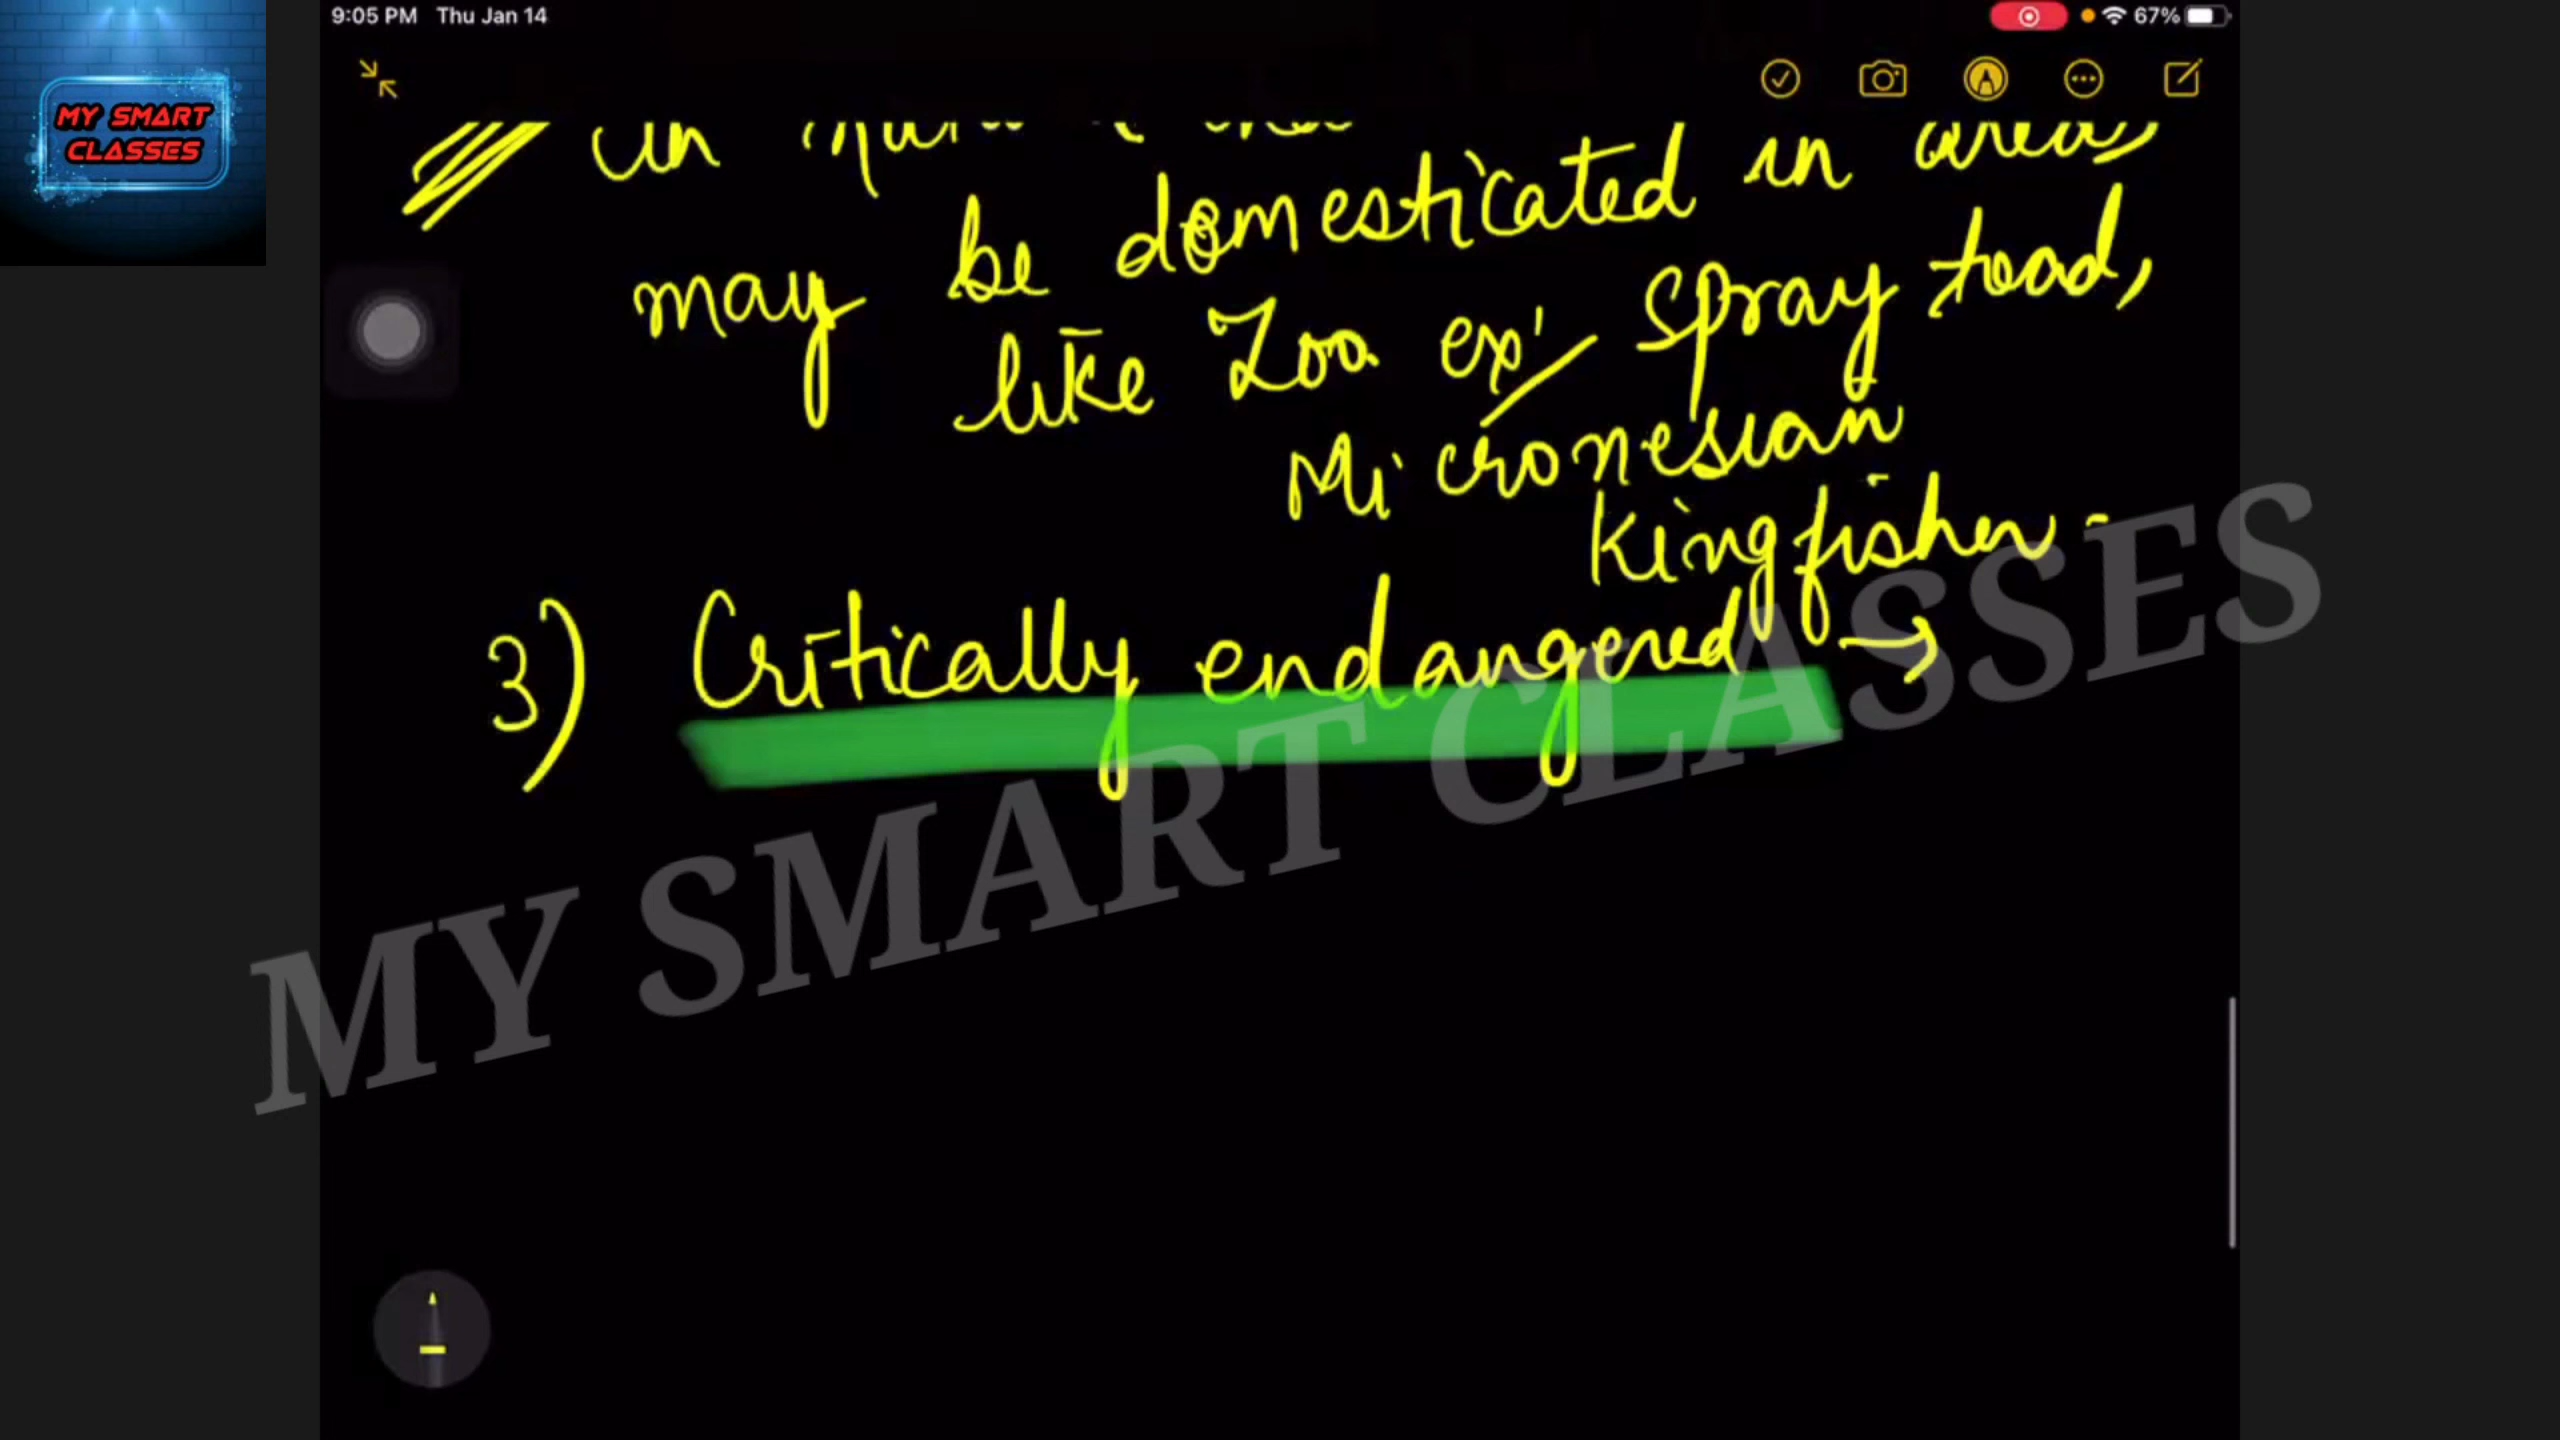 9:05 PM Thu Jan 14
67%
MY SMART
CLASSES
in
may be domesticated in area,
like Zoo ex'/ Spray toad,
Micronesian
Kingfisher.
3) Critically endangered →
MY SMART CLASSES